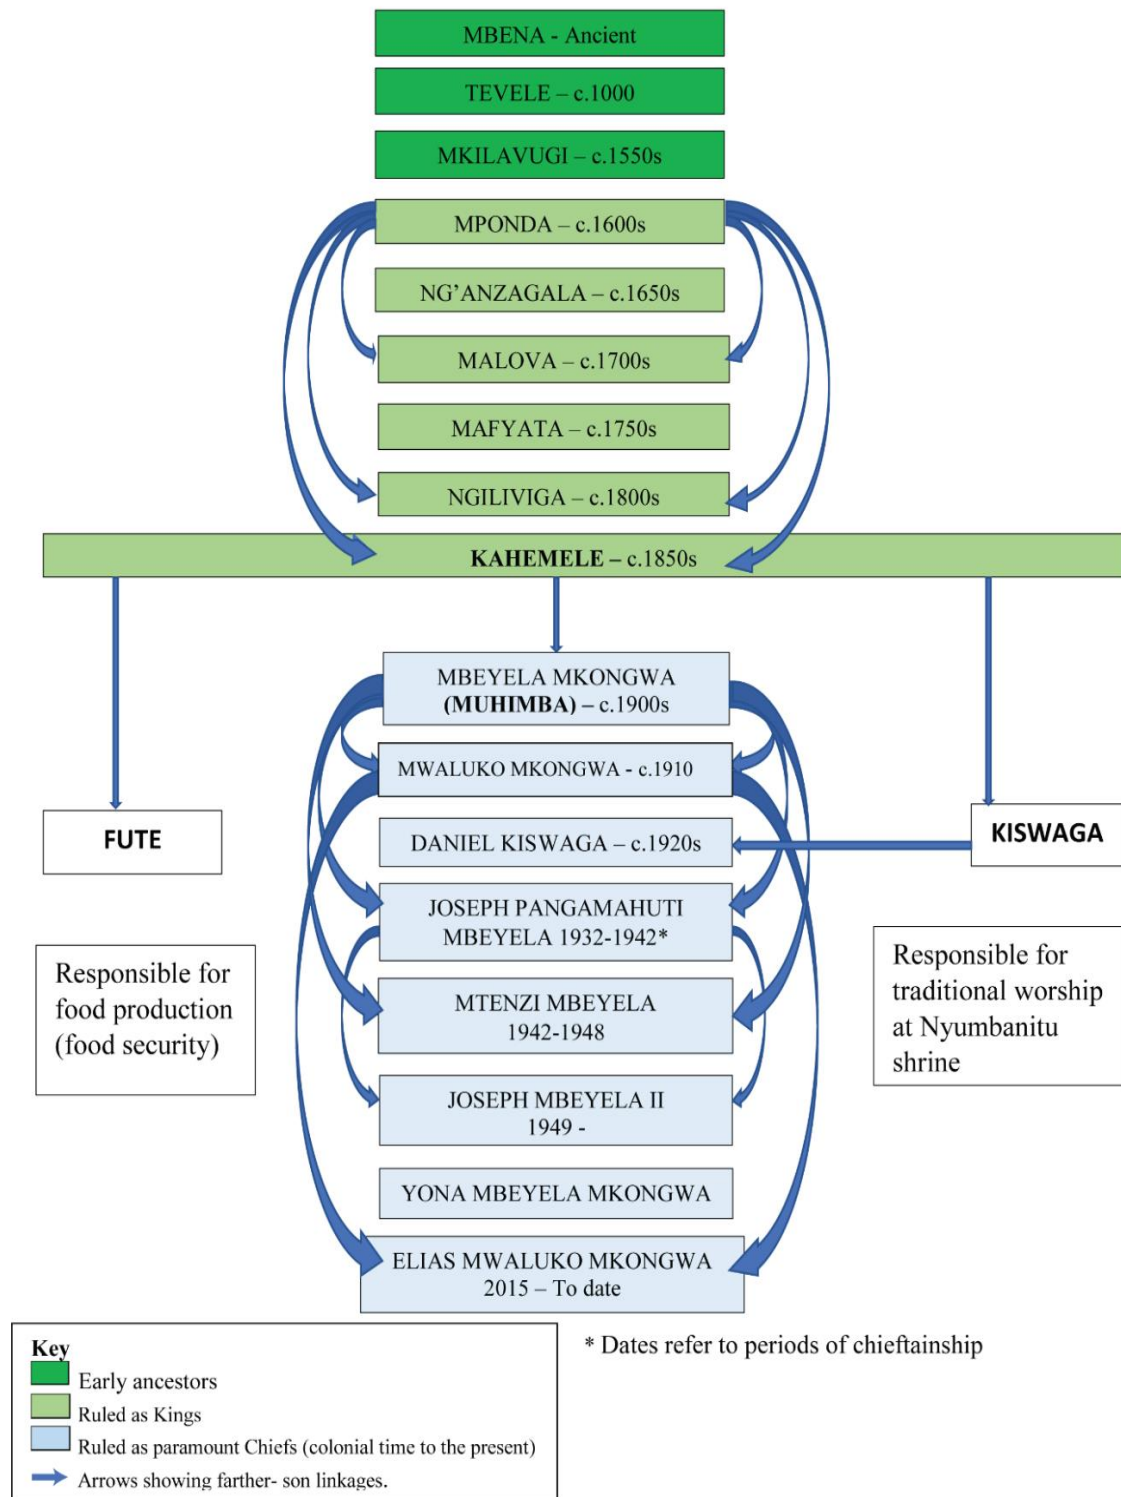 MBENA - Ancient
TEVELE – c.1000
MKILAVUGI – c.1550s
MPONDA – c.1600s
NG’ANZAGALA – c.1650s
MALOVA – c.1700s
MAFYATA – c.1750s
NGILIVIGA – c.1800s
KAHEMELE – c.1850s
MBEYELA MKONGWA
(MUHIMBA) – c.1900s
MWALUKO MKONGWA - c.1910
FUTE
DANIEL KISWAGA – c.1920s
KISWAGA
JOSEPH PANGAMAHUTI
MBEYELA 1932-1942*
Responsible for
food production
(food security)
Responsible for
traditional worship
at Nyumbanitu
shrine
MTENZI MBEYELA
1942-1948
JOSEPH MBEYELA II
1949 -
YONA MBEYELA MKONGWA
ELIAS MWALUKO MKONGWA
2015 – To date
Key
Early ancestors
Ruled as Kings
Ruled as paramount Chiefs (colonial time to the present)
Arrows showing farther- son linkages.
* Dates refer to periods of chieftainship